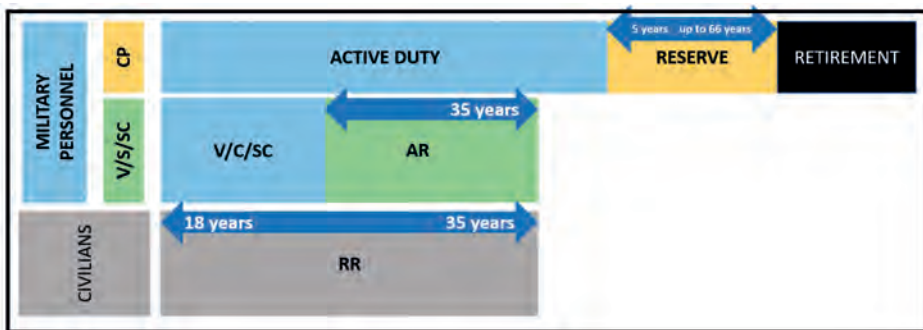 MILITARY
PERSONNEL
CP
ACTIVE DUTY
5 years up to 66 years
RESERVE
RETIREMENT
V/S/SC
V/C/SC
35 years
AR
CIVILIANS
18 years
35 years
RR